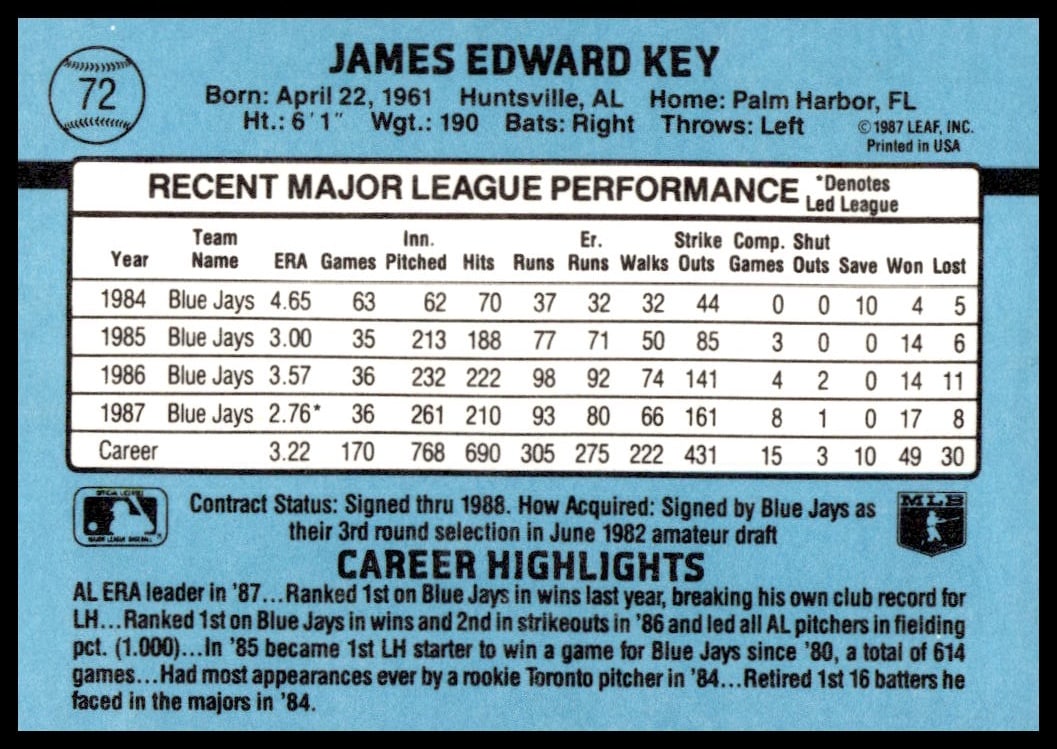 JAMES EDWARD KEY
72
Born: April 22, 1961 Huntsville, AL Home: Palm Harbor, FL
Ht.: 6'1" Wgt.: 190 Bats: Right Throws: Left
©1987 LEAF, INC.
Printed in USA
RECENT MAJOR LEAGUE PERFORMANCE *Denotes
Led League
Team Inn. Er. Strike Comp. Shut
Year Name ERA Games Pitched Hits Runs Runs Walks Outs Games Outs Save Won Lost
1984 Blue Jays 4.65 63 62 70 37 32 32 44 0 0 10 4 5
1985 Blue Jays 3.00 35 213 188 77 71 50 85 3 0 0 14 6
1986 Blue Jays 3.57 36 232 222 98 92 74 141 4 2 0 14 11
1987 Blue Jays 2.76* 36 261 210 93 80 66 161 8 1 0 17 8
Career 3.22 170 768 690 305 275 222 431 15 3 10 49 30
MLB
Contract Status: Signed thru 1988. How Acquired: Signed by Blue Jays as
their 3rd round selection in June 1982 amateur draft
CAREER HIGHLIGHTS
AL ERA leader in '87...Ranked 1st on Blue Jays in wins last year, breaking his own club record for
LH...Ranked 1st on Blue Jays in wins and 2nd in strikeouts in '86 and led all AL pitchers in fielding
pct. (1.000)...In '85 became 1st LH starter to win a game for Blue Jays since '80, a total of 614
games...Had most appearances ever by a rookie Toronto pitcher in '84...Retired 1st 16 batters he
faced in the majors in '84.